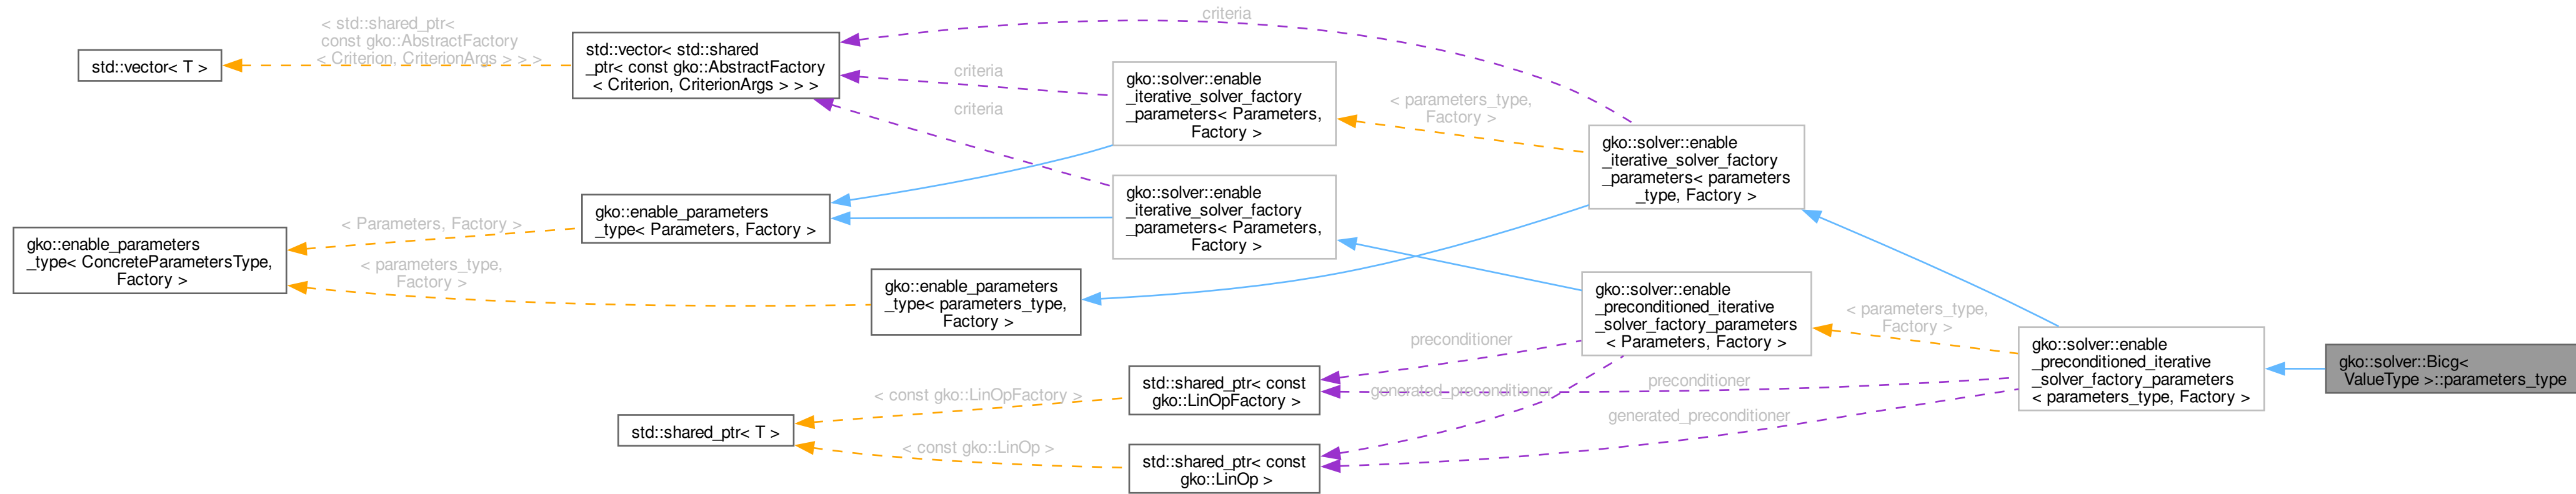 std::vector< T >
< std::shared_ptr<
const gko::AbstractFactory
< Criterion, CriterionArgs > > >
std::vector< std::shared
_ptr< const gko::AbstractFactory
< Criterion, CriterionArgs > > >
criteria
criteria
criteria
gko::solver::enable
_iterative_solver_factory
_parameters< Parameters,
Factory >
< parameters_type,
Factory >
gko::solver::enable
_iterative_solver_factory
_parameters< parameters
_type, Factory >
gko::enable_parameters
_type< ConcreteParametersType,
Factory >
< Parameters, Factory >
< parameters_type,
Factory >
gko::enable_parameters
_type< Parameters, Factory >
gko::solver::enable
_iterative_solver_factory
_parameters< Parameters,
Factory >
gko::enable_parameters
_type< parameters_type,
Factory >
gko::solver::enable
_preconditioned_iterative
_solver_factory_parameters
< Parameters, Factory >
< parameters_type,
Factory >
gko::solver::enable
_preconditioned_iterative
_solver_factory_parameters
< parameters_type, Factory >
gko::solver::Bicg<
ValueType >::parameters_type
preconditioner
generated_preconditioner
preconditioner
generated_preconditioner
std::shared_ptr< const
gko::LinOpFactory >
< const gko::LinOpFactory >
std::shared_ptr< T >
< const gko::LinOp >
std::shared_ptr< const
gko::LinOp >